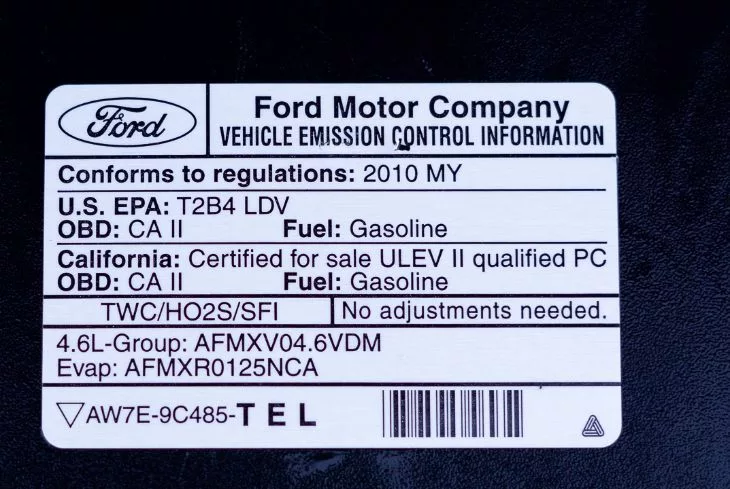 Ford
Ford Motor Company
VEHICLE EMISSION CONTROL INFORMATION
Conforms to regulations: 2010 MY
U.S. EPA: T2B4 LDV
OBD: CA II Fuel: Gasoline
California: Certified for sale ULEV II qualified PC
OBD: CA II Fuel: Gasoline
TWC/HO2S/SFI No adjustments needed.
4.6L-Group: AFMXV04.6VDM
Evap: AFMXR0125NCA
AW7E-9C485-TEL